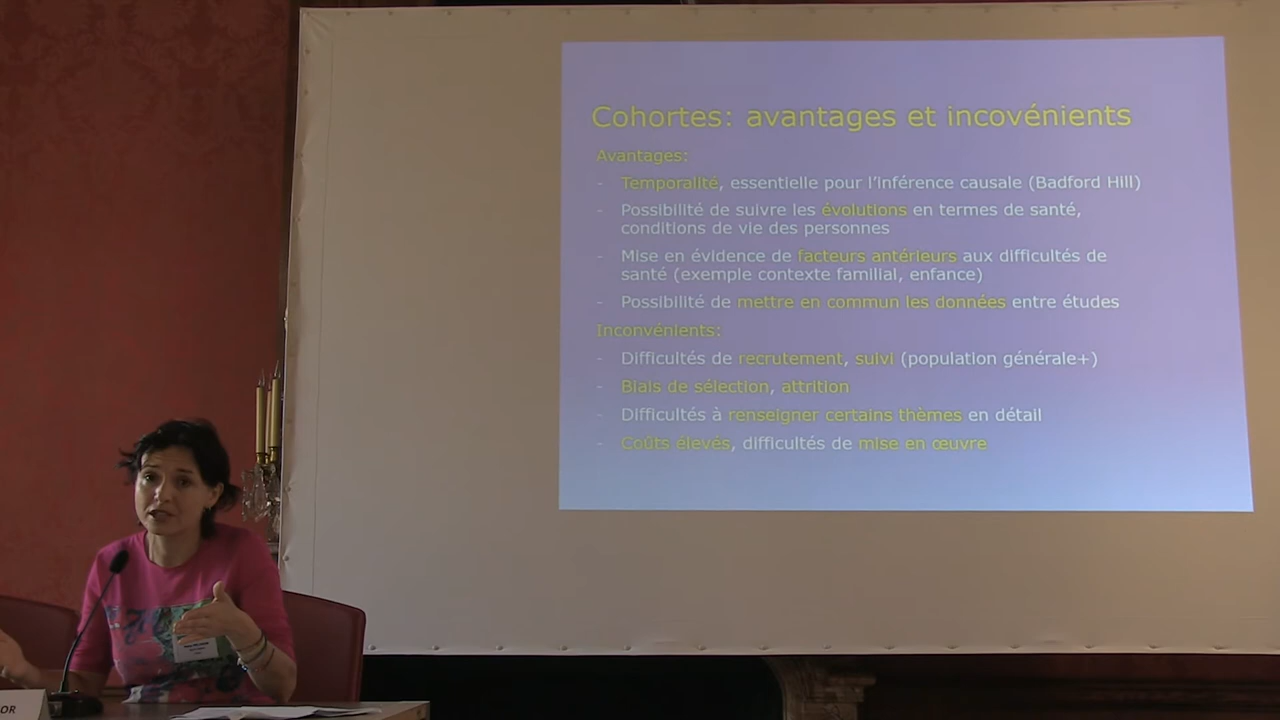 Cohortes: avantages et incovénients
Avantages:
- Temporalité, essentielle pour l'inférence causale (Badford Hill)
- Possibilité de suivre les évolutions en termes de santé,
conditions de vie des personnes
- Mise en évidence de facteurs antérieurs aux difficultés de
santé (exemple contexte familial, enfance)
- Possibilité de mettre en commun les données entre études
Inconvénients:
- Difficultés de recrutement, suivi (population générale+)
- Biais de sélection, attrition
- Difficultés à renseigner certains thèmes en détail
- Coûts élevés, difficultés de mise en œuvre
OR